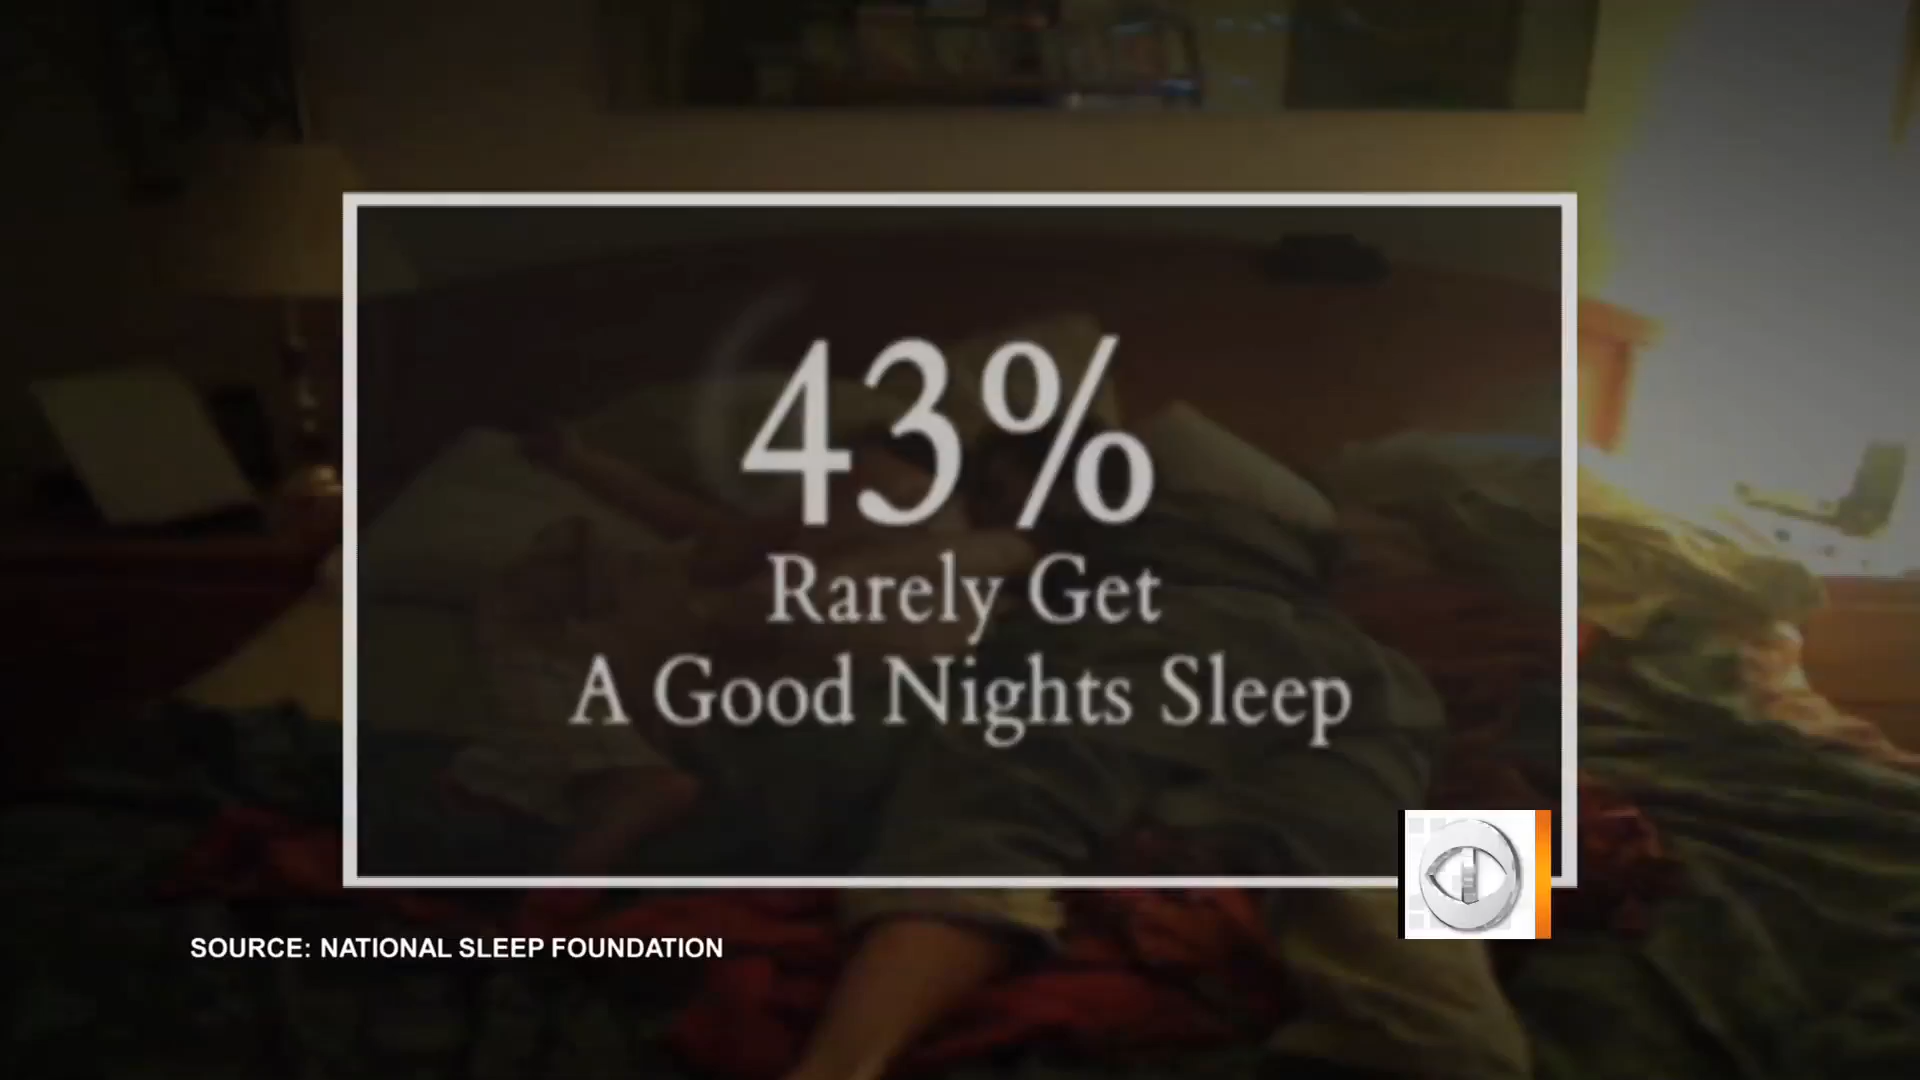 43%
Rarely Get
A Good Nights Sleep
SOURCE: NATIONAL SLEEP FOUNDATION